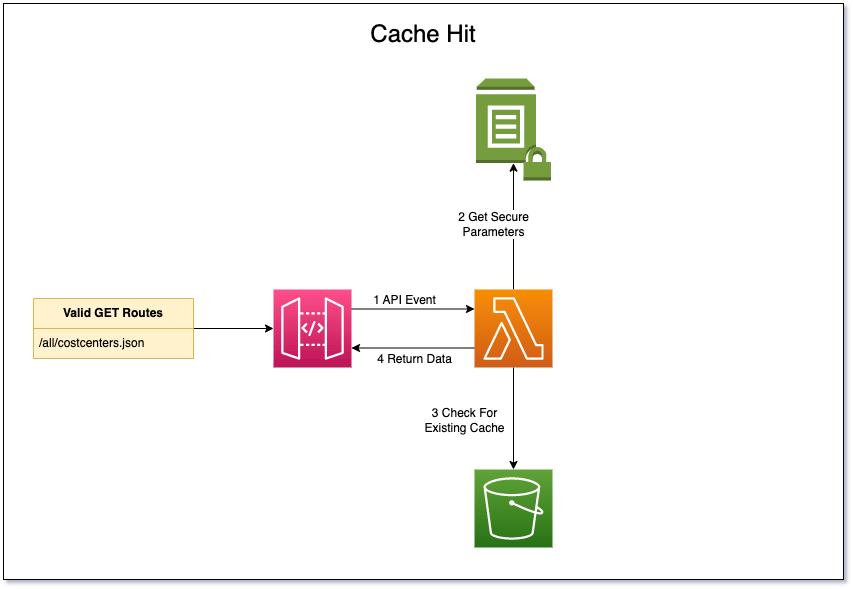 Cache Hit
2 Get Secure
Parameters
Valid GET Routes
/all/costcenters.json
1 API Event
</>
4 Return Data
3 Check For
Existing Cache